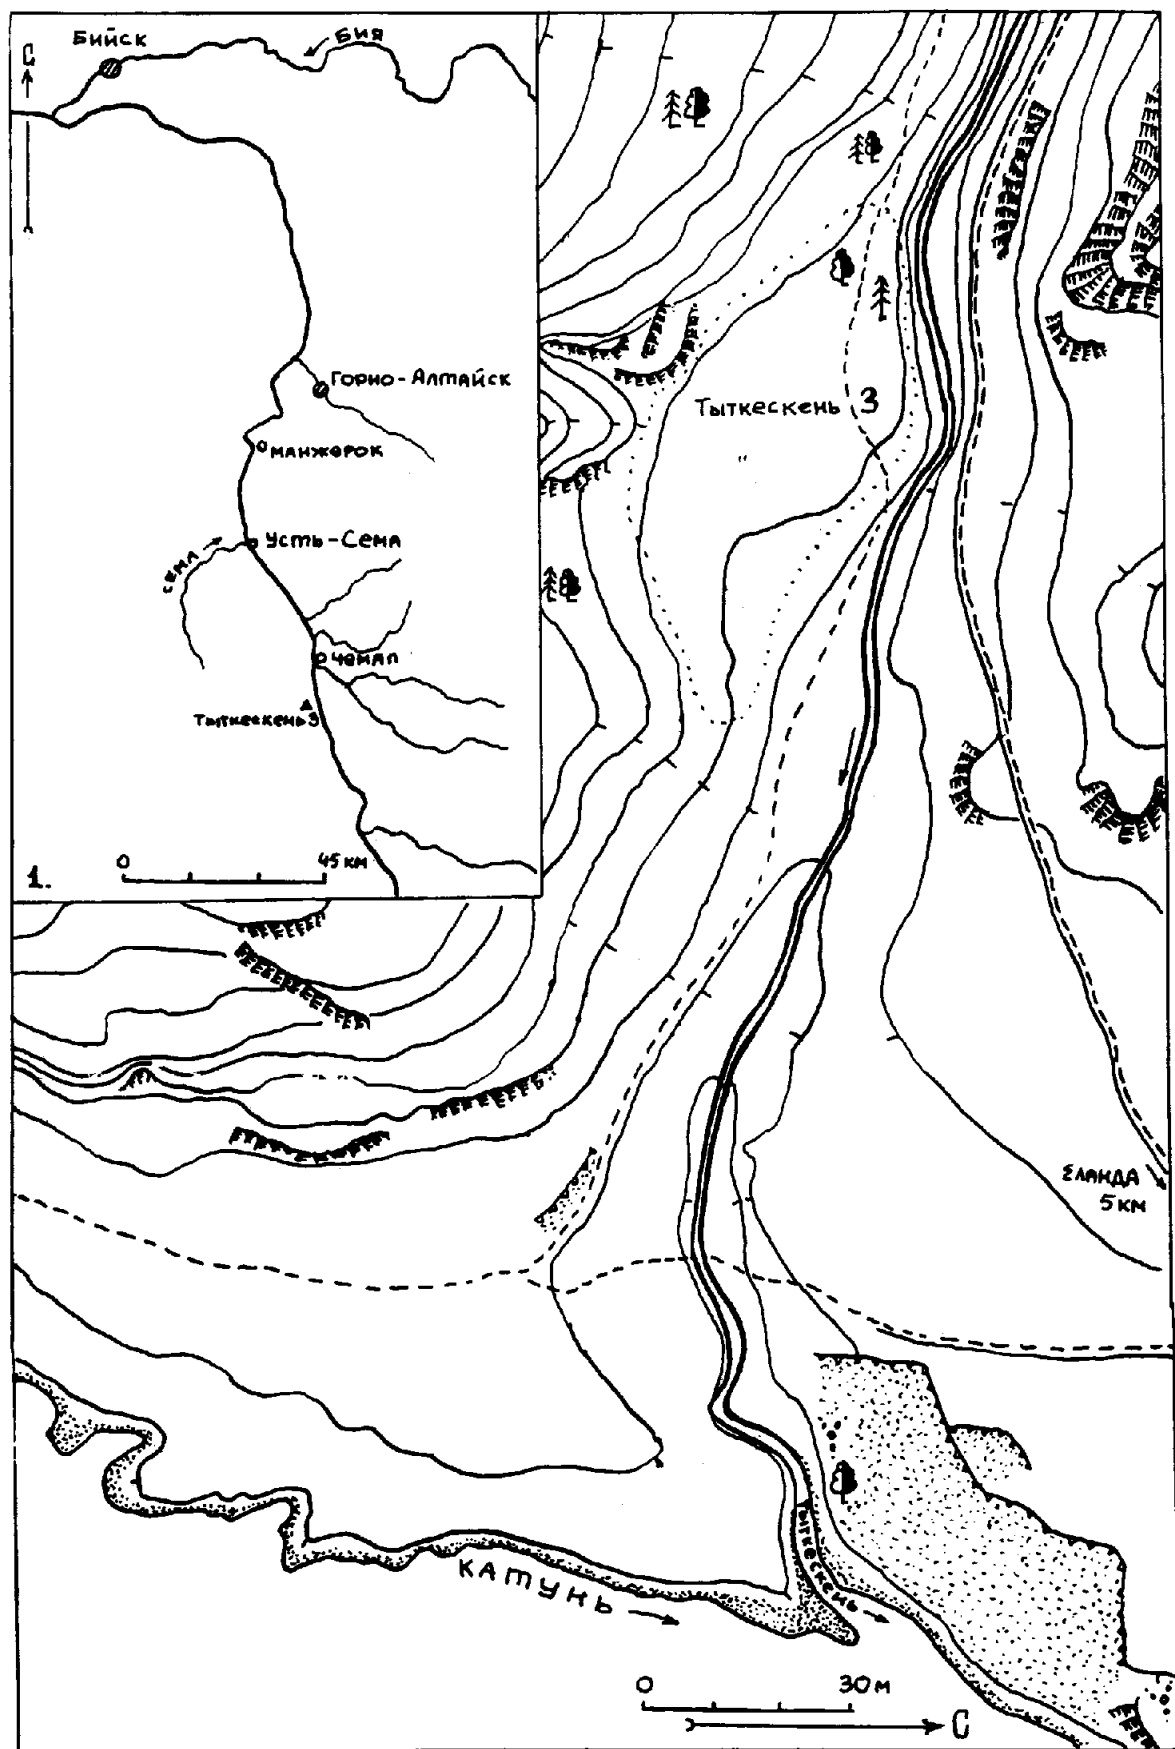 Бийск
Бия
С
Горно-Алтайск
Манжерок
Усть-Сема
Сема
Чемал
Тыткескень 3
0 45 км
1.
Тыткескень 3
Еланда
5 км
Катунь
Тыткескень
0 30 м
С